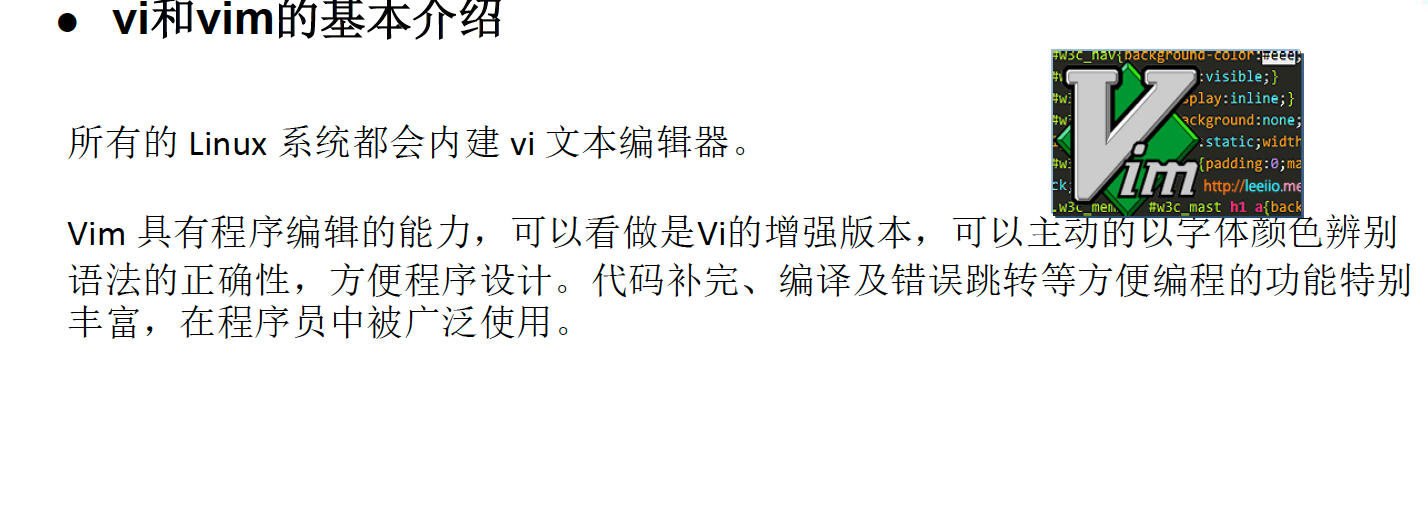 ● vi和vim的基本介绍
#w3c_nav{background-color:#eee;
:visible;}
play:inline;}
ackground:none;
:static;width
{padding:0;ma
http://leeiio.me
.w3c_mem #w3c_mast h1 a{back
Vim
所有的 Linux 系统都会内建 vi 文本编辑器。
Vim 具有程序编辑的能力，可以看做是Vi的增强版本，可以主动的以字体颜色辨别
语法的正确性，方便程序设计。代码补完、编译及错误跳转等方便编程的功能特别
丰富，在程序员中被广泛使用。